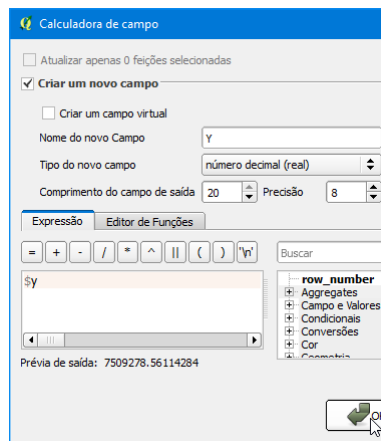 Calculadora de campo
Atualizar apenas 0 feições selecionadas
Criar um novo campo
Criar um campo virtual
Nome do novo Campo Y
Tipo do novo campo número decimal (real)
Comprimento do campo de saída 20 Precisão 8
Expressão Editor de Funções
= + - / * ^ || ( ) '\n' Buscar
$y
row_number
Aggregates
Campo e Valores
Condicionais
Conversões
Cor
Geometria
Prévia de saída: 7509278.56114284